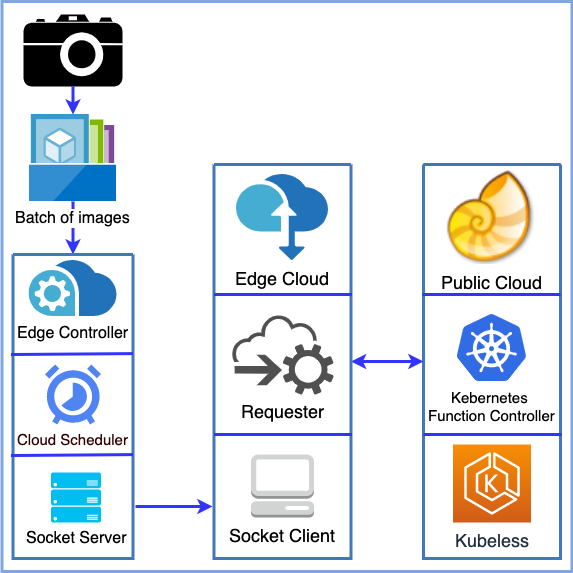 Batch of images
Edge Controller
Cloud Scheduler
Socket Server
Edge Cloud
Requester
Socket Client
Public Cloud
Kebernetes
Function Controller
K
Kubeless